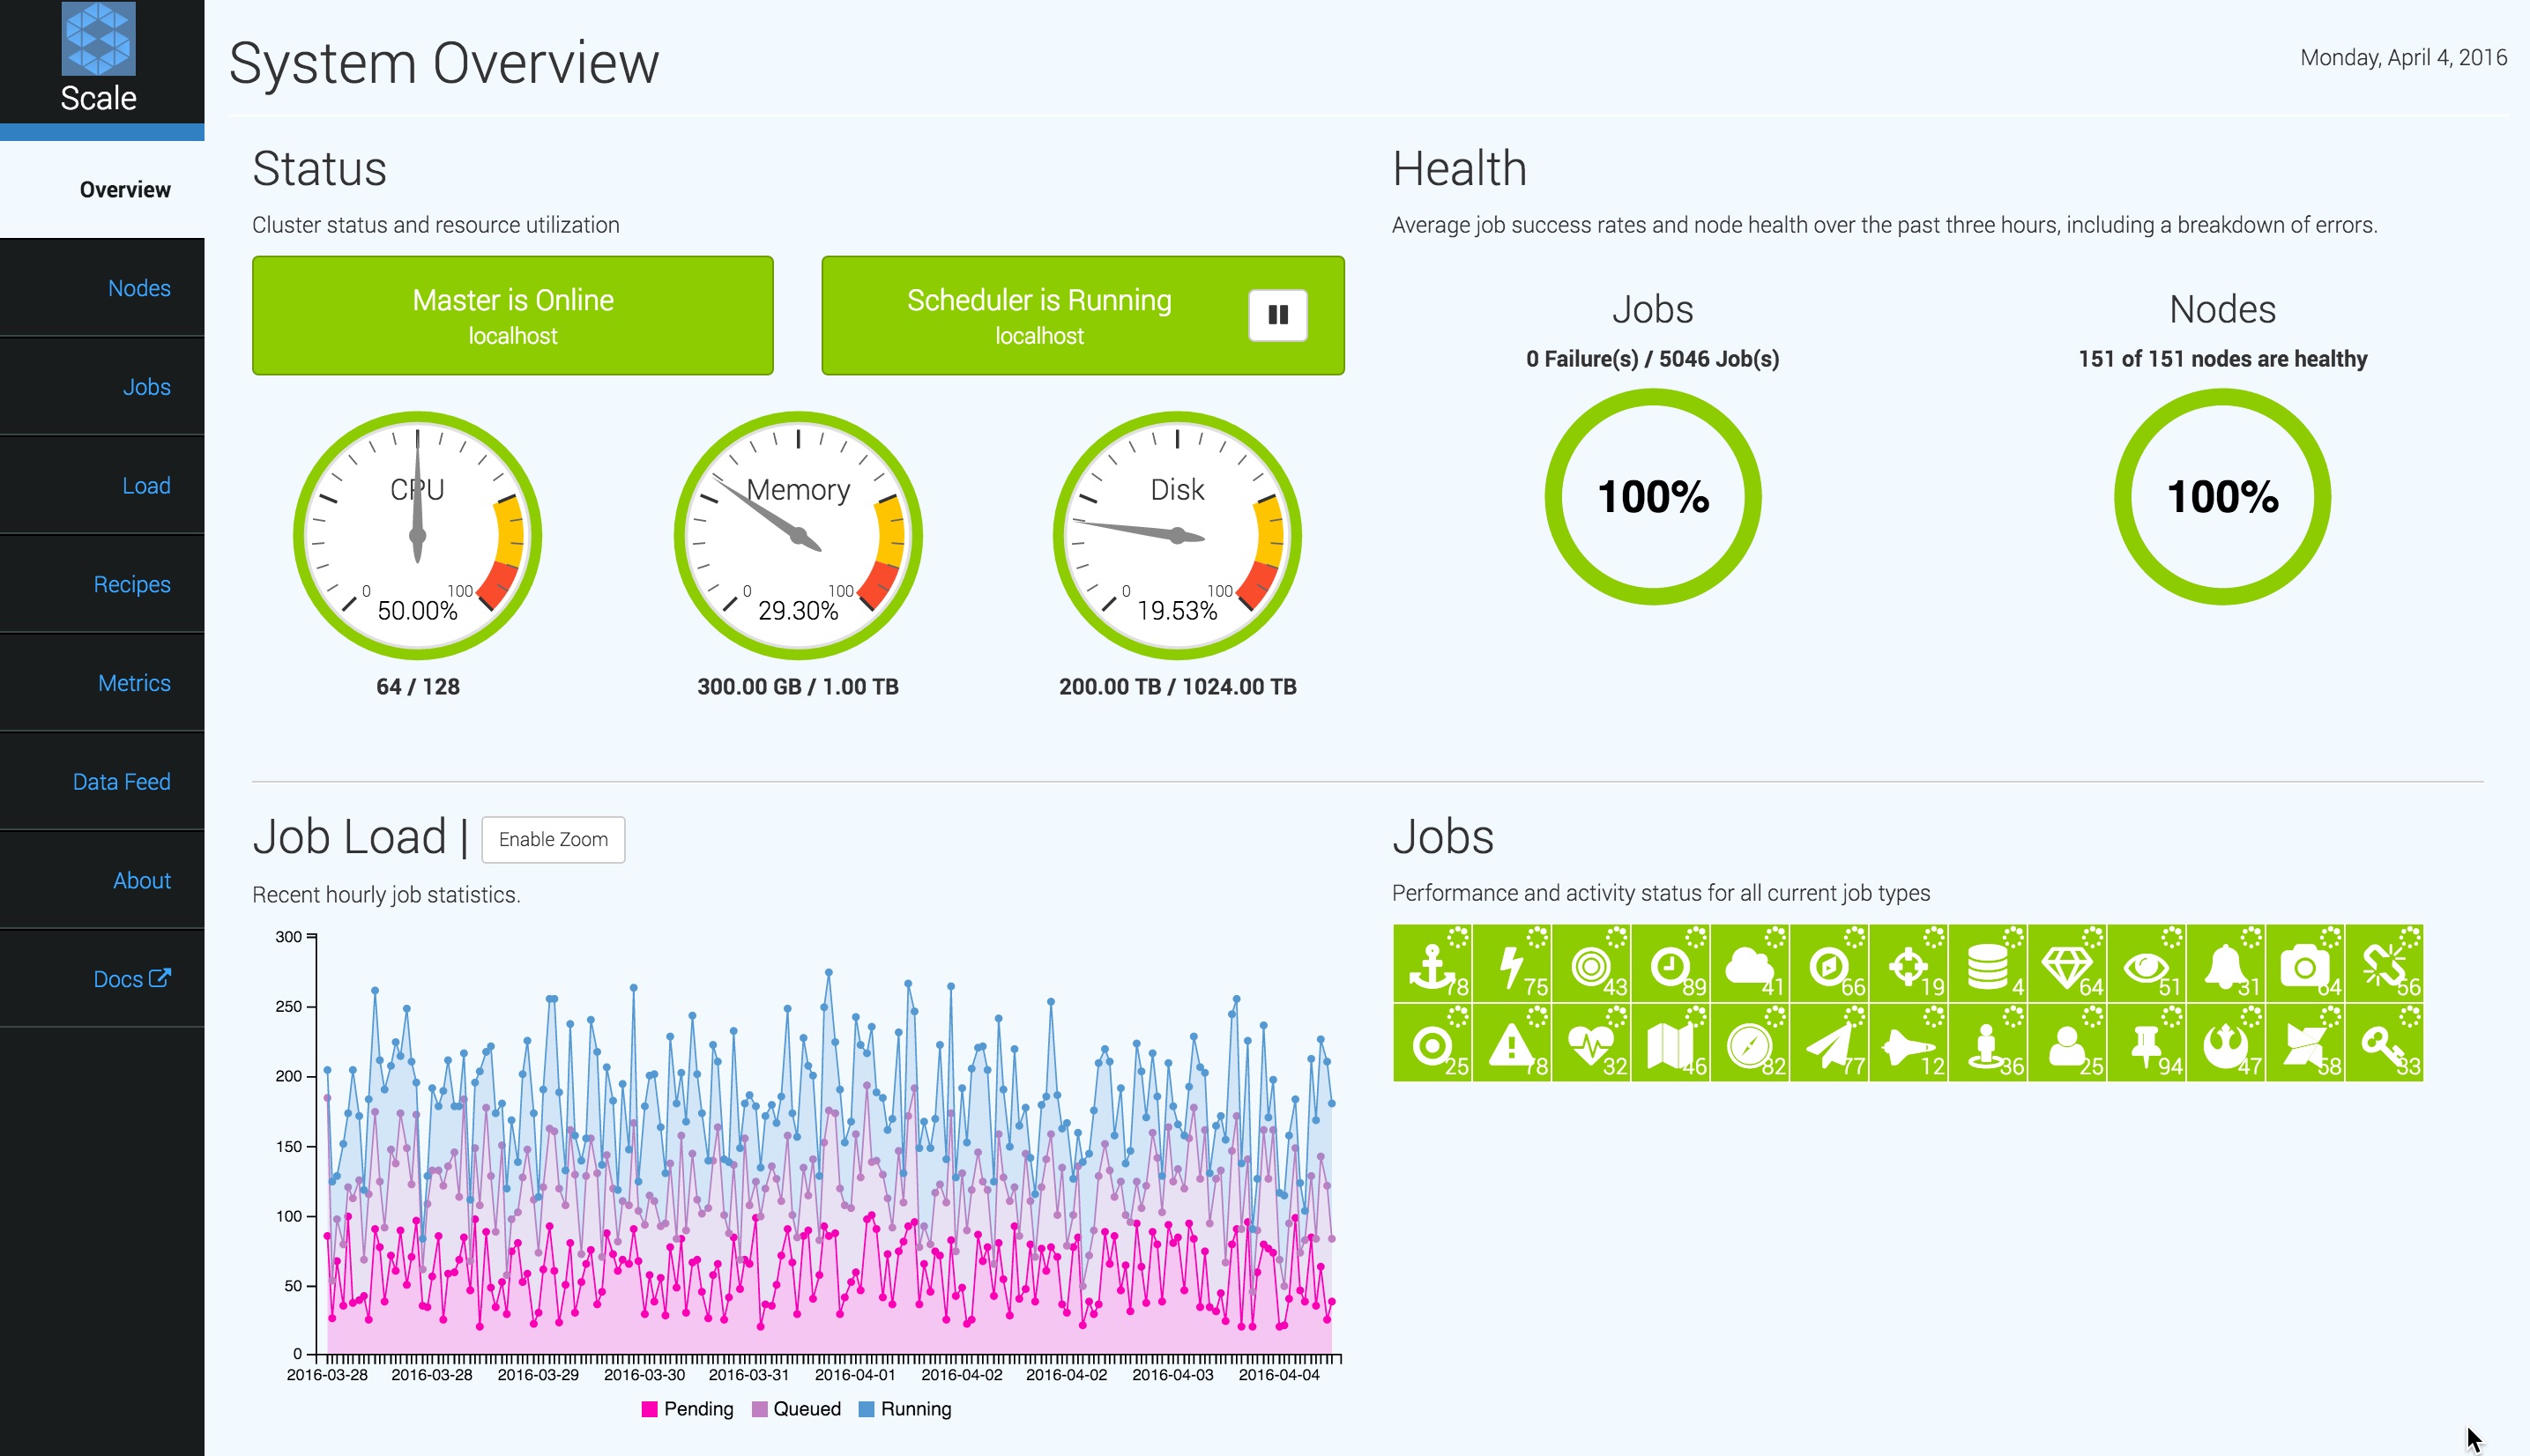 Scale
Overview
Nodes
Jobs
Load
Recipes
Metrics
Data Feed
About
Docs
System Overview
Monday, April 4, 2016
Status
Cluster status and resource utilization
Master is Online
localhost
Scheduler is Running
localhost
CPU
0 100
50.00%
64 / 128
Memory
0 100
29.30%
300.00 GB / 1.00 TB
Disk
0 100
19.53%
200.00 TB / 1024.00 TB
Health
Average job success rates and node health over the past three hours, including a breakdown of errors.
Jobs
0 Failure(s) / 5046 Job(s)
100%
Nodes
151 of 151 nodes are healthy
100%
Job Load | Enable Zoom
Recent hourly job statistics.
300
250
200
150
100
50
0
2016-03-28 2016-03-28 2016-03-29 2016-03-30 2016-03-31 2016-04-01 2016-04-02 2016-04-02 2016-04-03 2016-04-04
Pending Queued Running
Jobs
Performance and activity status for all current job types
78 75 43 89 41 66 19 4 64 51 31 64 56
25 78 32 46 82 77 12 36 25 94 47 58 33